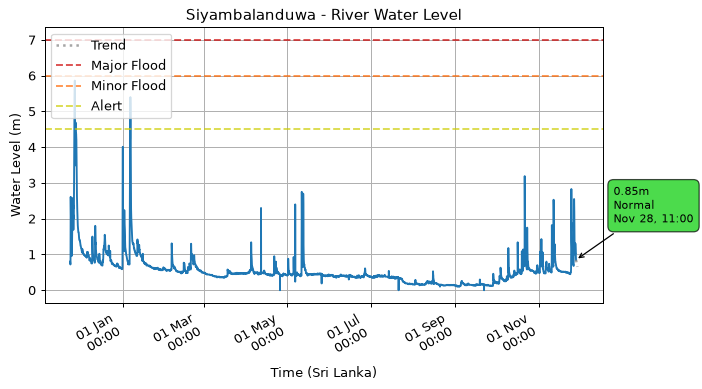 Siyambalanduwa - River Water Level
Trend
Major Flood
Minor Flood
Alert
Water Level (m)
7
6
5
4
3
2
1
0
0.85m
Normal
Nov 28, 11:00
01 Jan
00:00
01 Mar
00:00
01 May
00:00
01 Jul
00:00
01 Sep
00:00
01 Nov
00:00
Time (Sri Lanka)